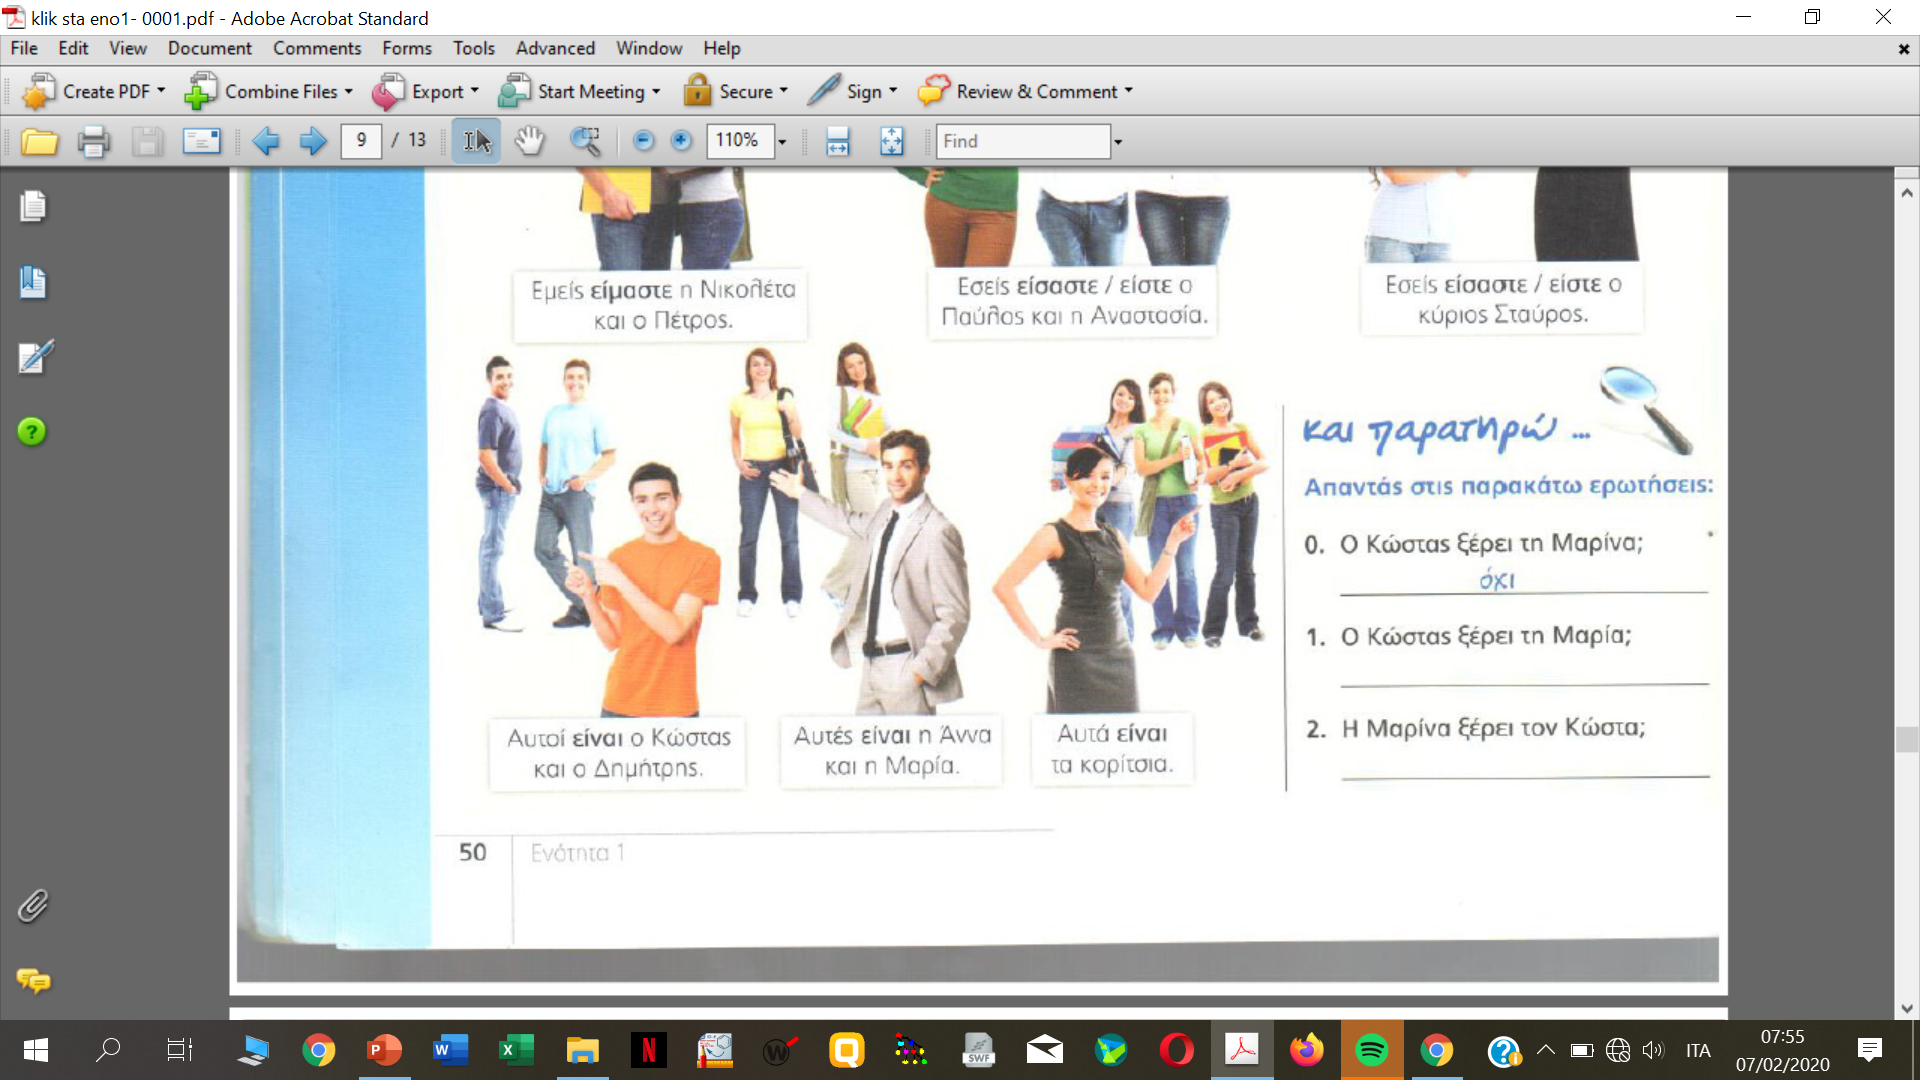 klik sta eno1- 0001.pdf - Adobe Acrobat Standard
File Edit View Document Comments Forms Tools Advanced Window Help
Create PDF Combine Files Export Start Meeting Secure Sign Review & Comment
9 / 13 110% Find
Εμείς είμαστε η Νικολέτα
και ο Πέτρος.
Εσείς είσαστε / είστε ο
Παύλος και η Αναστασία.
Εσείς είσαστε / είστε ο
κύριος Σταύρος.
και παρατηρώ ...
Απαντάς στις παρακάτω ερωτήσεις:
0. Ο Κώστας ξέρει τη Μαρίνα;
όχι
1. Ο Κώστας ξέρει τη Μαρία;
2. Η Μαρίνα ξέρει τον Κώστα;
Αυτοί είναι ο Κώστας
και ο Δημήτρης.
Αυτές είναι η Άννα
και η Μαρία.
Αυτά είναι
τα κορίτσια.
50 Ενότητα 1
SWF
ITA
07:55
07/02/2020